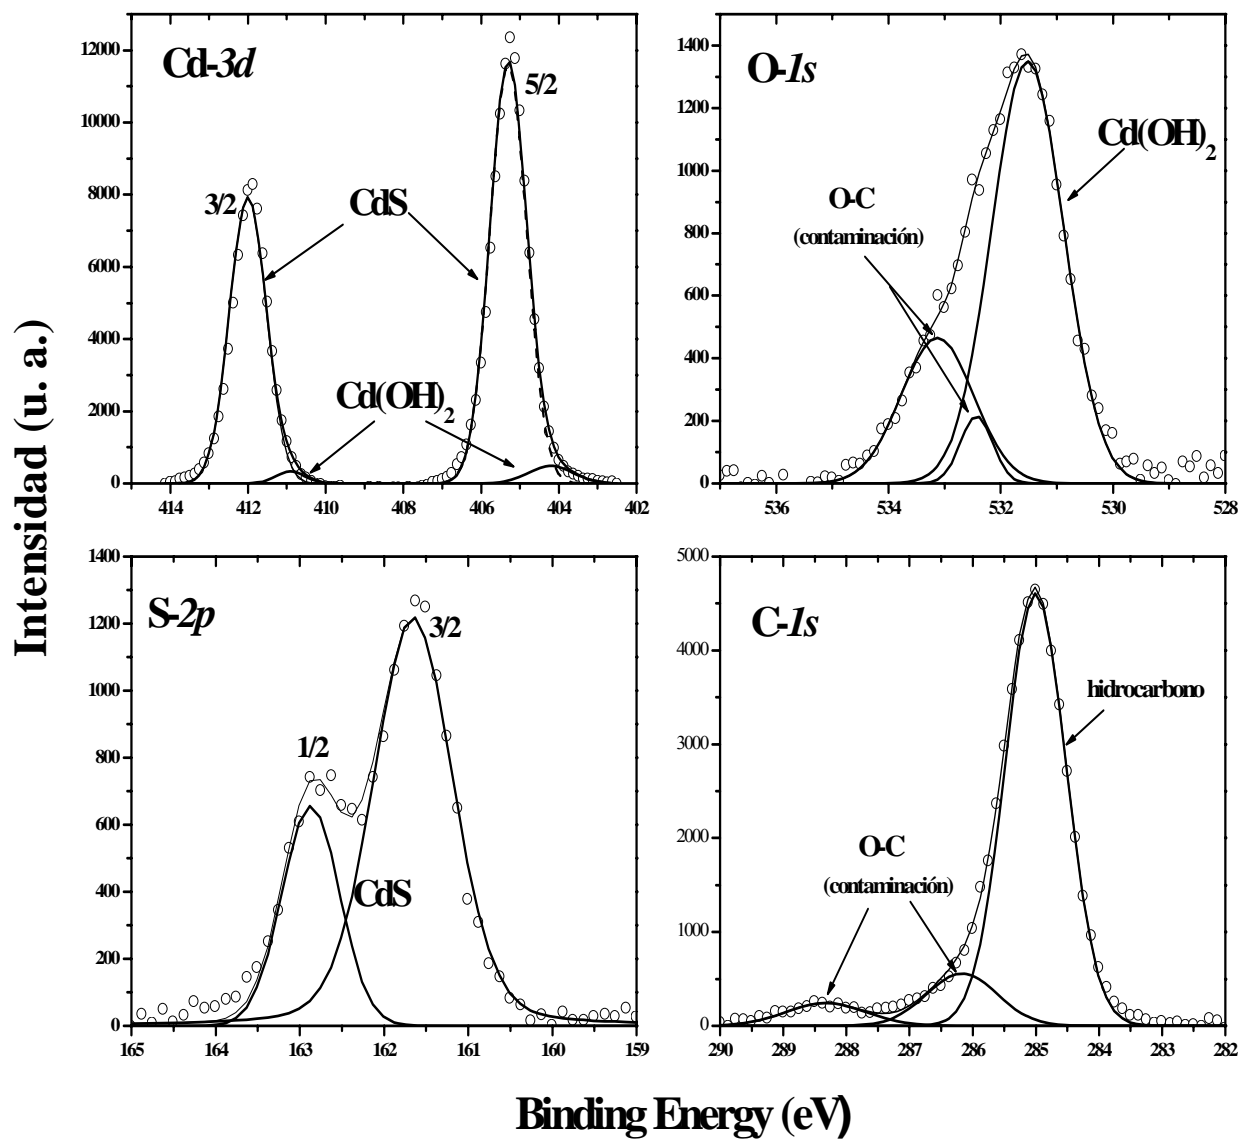 Intensidad (u. a.)
Cd-3d
3/2
5/2
CdS
Cd(OH)2
12000
10000
8000
6000
4000
2000
0
414 412 410 408 406 404 402
O-1s
O-C
(contaminación)
Cd(OH)2
1400
1200
1000
800
600
400
200
0
536 534 532 530 528
S-2p
3/2
1/2
CdS
1400
1200
1000
800
600
400
200
0
165 164 163 162 161 160 159
C-1s
hidrocarbono
O-C
(contaminación)
5000
4000
3000
2000
1000
0
290 289 288 287 286 285 284 283 282
Binding Energy (eV)